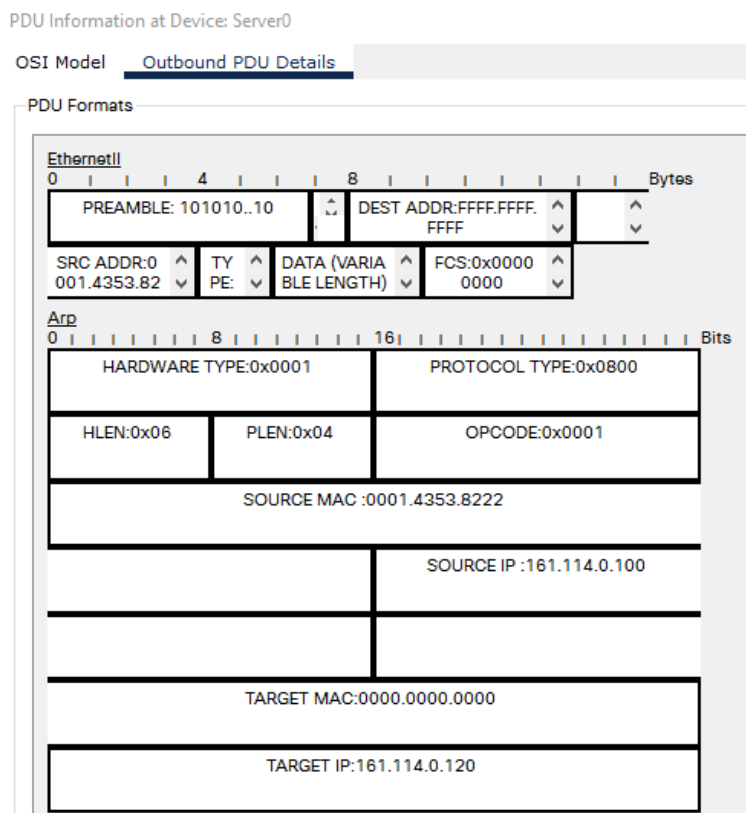 PDU Information at Device: Server0
OSI Model Outbound PDU Details
PDU Formats
EthernetII
0 4 8 Bytes
PREAMBLE: 101010..10 DEST ADDR:FFFF.FFFF.
FFFF
SRC ADDR:0 TY DATA (VARIA FCS:0x0000
001.4353.82 PE: BLE LENGTH) 0000
Arp
0 8 16 Bits
HARDWARE TYPE:0x0001 PROTOCOL TYPE:0x0800
HLEN:0x06 PLEN:0x04 OPCODE:0x0001
SOURCE MAC :0001.4353.8222
SOURCE IP :161.114.0.100
TARGET MAC:0000.0000.0000
TARGET IP:161.114.0.120